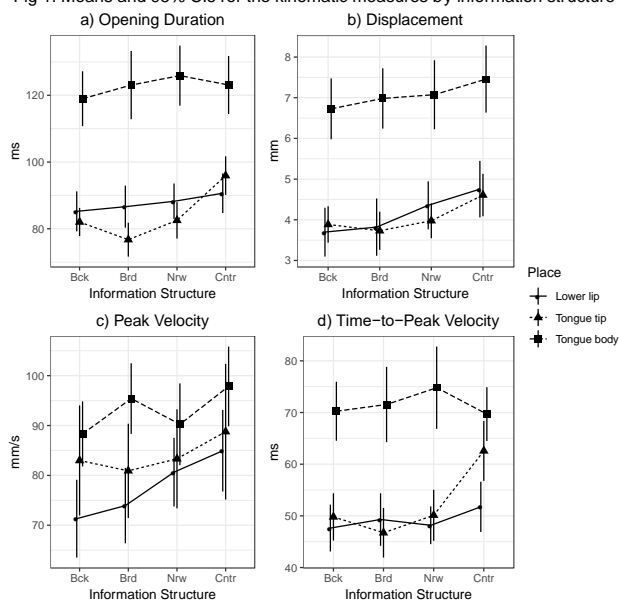 Fig 1. Means and 95% CIs for the kinematic measures by information structure
a) Opening Duration
120
100
80
ms
Bck Brd Nrw Cntr
Information Structure
b) Displacement
8
7
6
5
4
3
mm
Bck Brd Nrw Cntr
Information Structure
Place
Lower lip
Tongue tip
Tongue body
c) Peak Velocity
100
90
80
70
mm/s
Bck Brd Nrw Cntr
Information Structure
d) Time−to−Peak Velocity
80
70
60
50
40
ms
Bck Brd Nrw Cntr
Information Structure